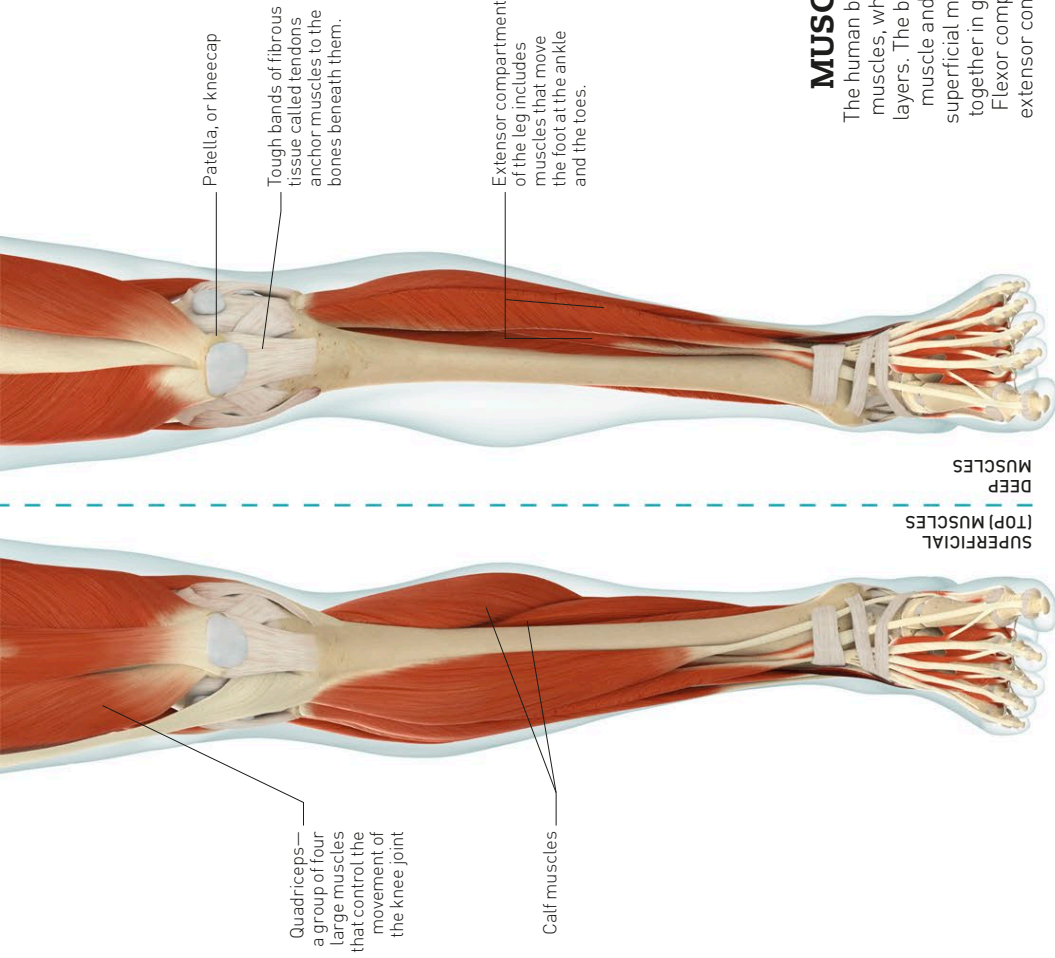 Patella, or kneecap
Tough bands of fibrous
tissue called tendons
anchor muscles to the
bones beneath them.
Extensor compartment
of the leg includes
muscles that move
the foot at the ankle
and the toes.
DEEP
MUSCLES
SUPERFICIAL
(TOP) MUSCLES
Quadriceps—
a group of four
large muscles
that control the
movement of
the knee joint
Calf muscles
MUSC
The human b
muscles, wh
layers. The b
muscle and
superficial m
together in g
Flexor comp
extensor con